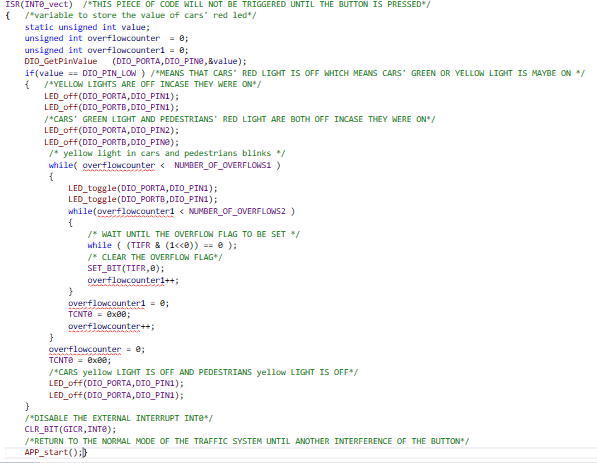 ISR(INT0_vect)  /*THIS PIECE OF CODE WILL NOT BE TRIGGERED UNTIL THE BUTTON IS PRESSED*/
{   /*variable to store the value of cars' red led*/
    static unsigned int value;
    unsigned int overflowcounter  = 0;
    unsigned int overflowcounter1 = 0;
    DIO_GetPinValue   (DIO_PORTA,DIO_PIN0,&value);
    if(value == DIO_PIN_LOW ) /*MEANS THAT CARS' RED LIGHT IS OFF WHICH MEANS CARS' GREEN OR YELLOW LIGHT IS MAYBE ON */
    {   /*YELLOW LIGHTS ARE OFF INCASE THEY WERE ON*/
        LED_off(DIO_PORTA,DIO_PIN1);
        LED_off(DIO_PORTB,DIO_PIN1);
        /*CARS' GREEN LIGHT AND PEDESTRIANS' RED LIGHT ARE BOTH OFF INCASE THEY WERE ON*/
        LED_off(DIO_PORTA,DIO_PIN2);
        LED_off(DIO_PORTB,DIO_PIN0);
         /* yellow light in cars and pedestrians blinks */
         while( overflowcounter <  NUMBER_OF_OVERFLOWS1 )
         {
             LED_toggle(DIO_PORTA,DIO_PIN1);
             LED_toggle(DIO_PORTB,DIO_PIN1);
             while(overflowcounter1 < NUMBER_OF_OVERFLOWS2 )
             {
                 /* WAIT UNTIL THE OVERFLOW FLAG TO BE SET */
                 while ( (TIFR & (1<<0)) == 0 );
                 /* CLEAR THE OVERFLOW FLAG*/
                 SET_BIT(TIFR,0);
                 overflowcounter1++;
             }
             overflowcounter1 = 0;
             TCNT0 = 0x00;
             overflowcounter++;
         }
         overflowcounter = 0;
         TCNT0 = 0x00;
         /*CARS yellow LIGHT IS OFF AND PEDESTRIANS yellow LIGHT IS OFF*/
         LED_off(DIO_PORTA,DIO_PIN1);
         LED_off(DIO_PORTA,DIO_PIN1);
    }
    /*DISABLE THE EXTERNAL INTERRUPT INT0*/
    CLR_BIT(GICR,INT0);
    /*RETURN TO THE NORMAL MODE OF THE TRAFFIC SYSTEM UNTIL ANOTHER INTERFERENCE OF THE BUTTON*/
    APP_start();}